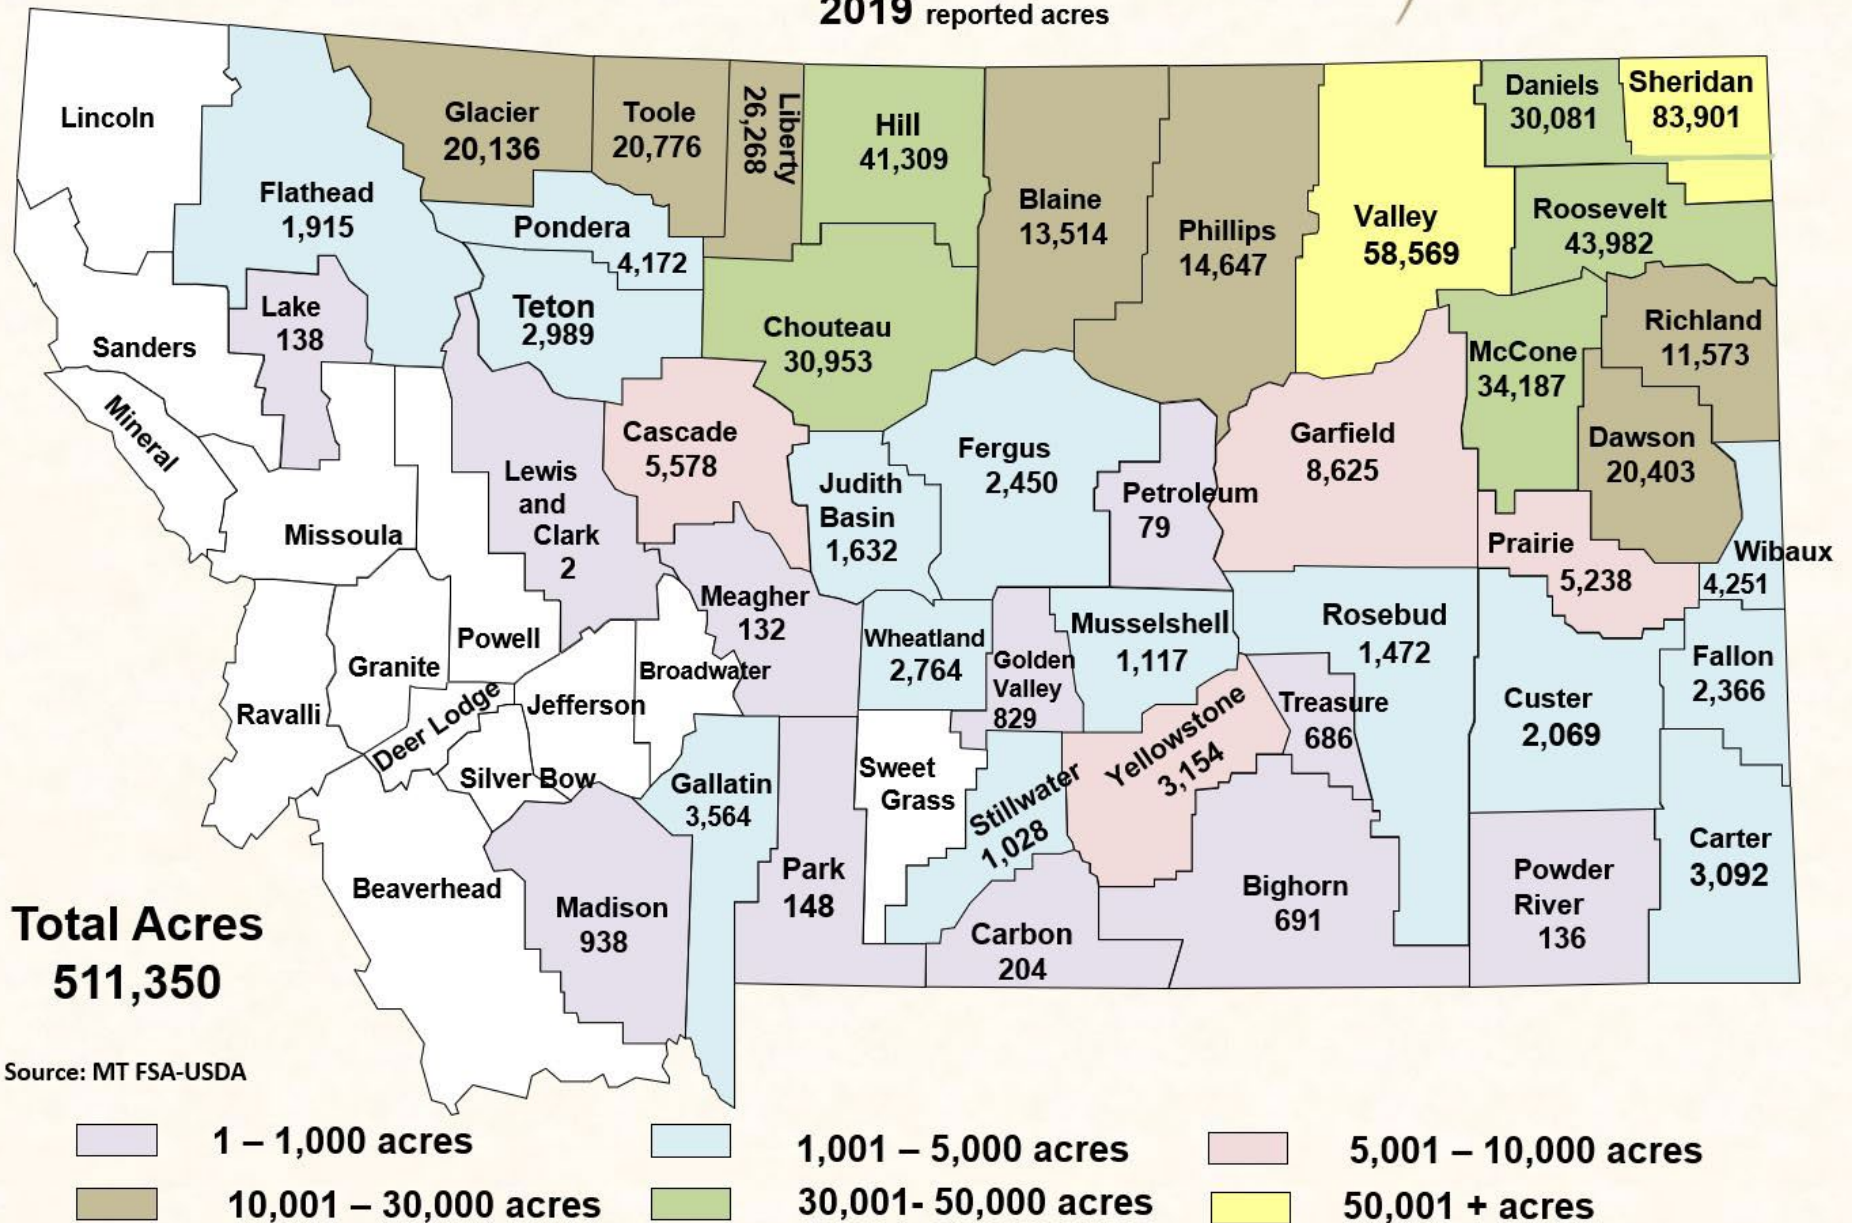 2019 reported acres
Lincoln
Flathead
1,915
Glacier
20,136
Toole
20,776
Liberty
26,268
Hill
41,309
Blaine
13,514
Phillips
14,647
Valley
58,569
Daniels
30,081
Sheridan
83,901
Roosevelt
43,982
Pondera
4,172
Teton
2,989
Lake
138
Sanders
Mineral
Chouteau
30,953
McCone
34,187
Richland
11,573
Dawson
20,403
Cascade
5,578
Judith
Basin
1,632
Fergus
2,450
Petroleum
79
Garfield
8,625
Prairie
5,238
Wibaux
4,251
Missoula
Lewis
and
Clark
2
Meagher
132
Wheatland
2,764
Golden
Valley
829
Musselshell
1,117
Rosebud
1,472
Treasure
686
Custer
2,069
Fallon
2,366
Ravalli
Granite
Powell
Deer Lodge
Jefferson
Broadwater
Silver Bow
Gallatin
3,564
Sweet
Grass
Stillwater
1,028
Yellowstone
3,154
Park
148
Carbon
204
Bighorn
691
Powder
River
136
Carter
3,092
Beaverhead
Madison
938
Total Acres
511,350
Source: MT FSA-USDA
1 – 1,000 acres
1,001 – 5,000 acres
5,001 – 10,000 acres
10,001 – 30,000 acres
30,001- 50,000 acres
50,001 + acres